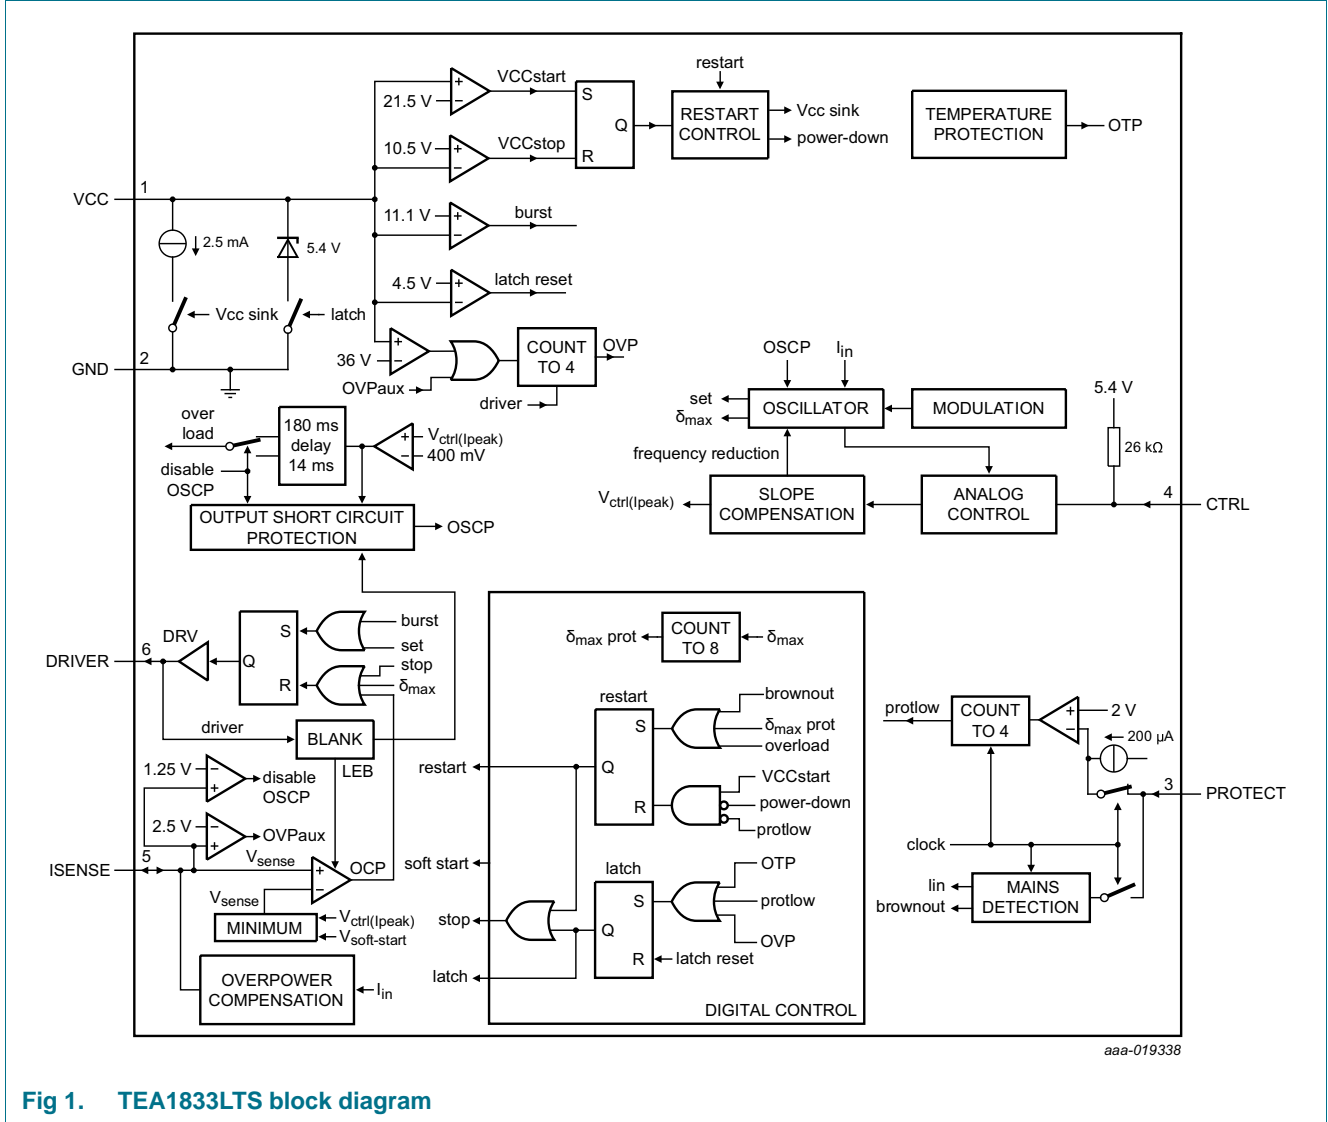 restart
VCCstart
+
21.5 V
−
S
Q
R
RESTART
CONTROL
Vcc sink
power-down
TEMPERATURE
PROTECTION
OTP
10.5 V
+
−
VCCstop
VCC
1
11.1 V
+
−
burst
2.5 mA
5.4 V
4.5 V
+
−
latch reset
Vcc sink
latch
GND
2
+
36 V
−
OVPaux
COUNT
TO 4
OVP
driver
OSCP
Iin
set
δmax
OSCILLATOR
MODULATION
5.4 V
26 kΩ
frequency reduction
over
load
180 ms
delay
14 ms
+
−
Vctrl(Ipeak)
400 mV
disable
OSCP
OUTPUT SHORT CIRCUIT
PROTECTION
OSCP
Vctrl(Ipeak)
SLOPE
COMPENSATION
ANALOG
CONTROL
4
CTRL
DRIVER
6
DRV
S
Q
R
burst
set
stop
δmax
δmax prot
COUNT
TO 8
δmax
driver
BLANK
LEB
restart
S
Q
R
brownout
δmax prot
overload
VCCstart
power-down
protlow
restart
protlow
COUNT
TO 4
+
−
2 V
200 µA
3
PROTECT
1.25 V
−
+
disable
OSCP
2.5 V
−
+
OVPaux
ISENSE
5
Vsense
+
−
OCP
Vsense
MINIMUM
Vctrl(Ipeak)
Vsoft-start
soft start
clock
Iin
brownout
MAINS
DETECTION
latch
S
Q
R
OTP
protlow
OVP
latch reset
stop
latch
OVERPOWER
COMPENSATION
Iin
DIGITAL CONTROL
aaa-019338
Fig 1. TEA1833LTS block diagram